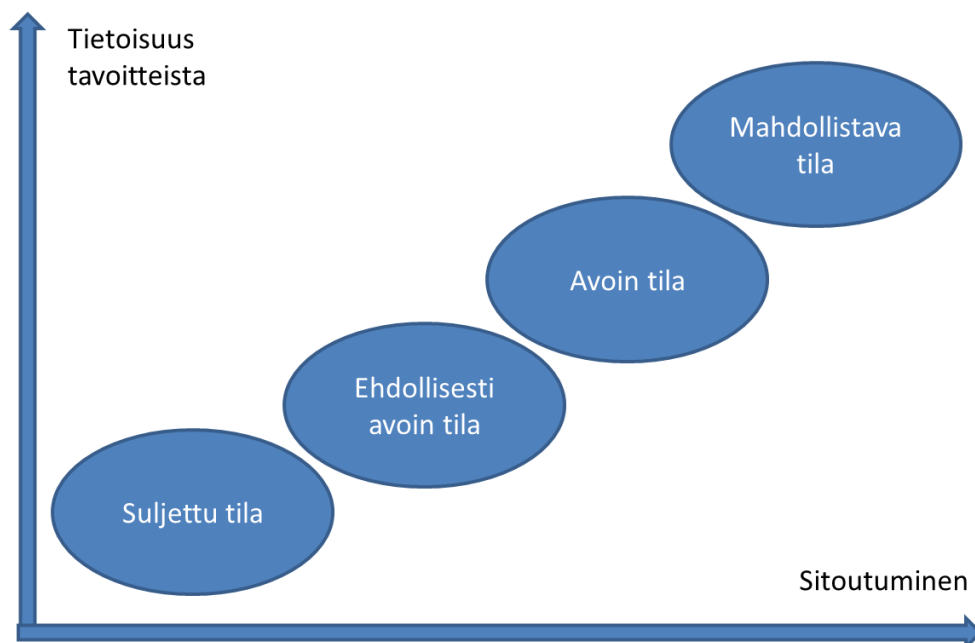 Tietoisuus
tavoitteista
Mahdollistava
tila
Avoin tila
Ehdollisesti
avoin tila
Suljettu tila
Sitoutuminen